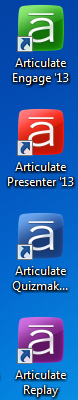 ā
Articulate
Engage '13
ā
Articulate
Presenter '13
ā
Articulate
Quizmak...
ā
Articulate
Replay